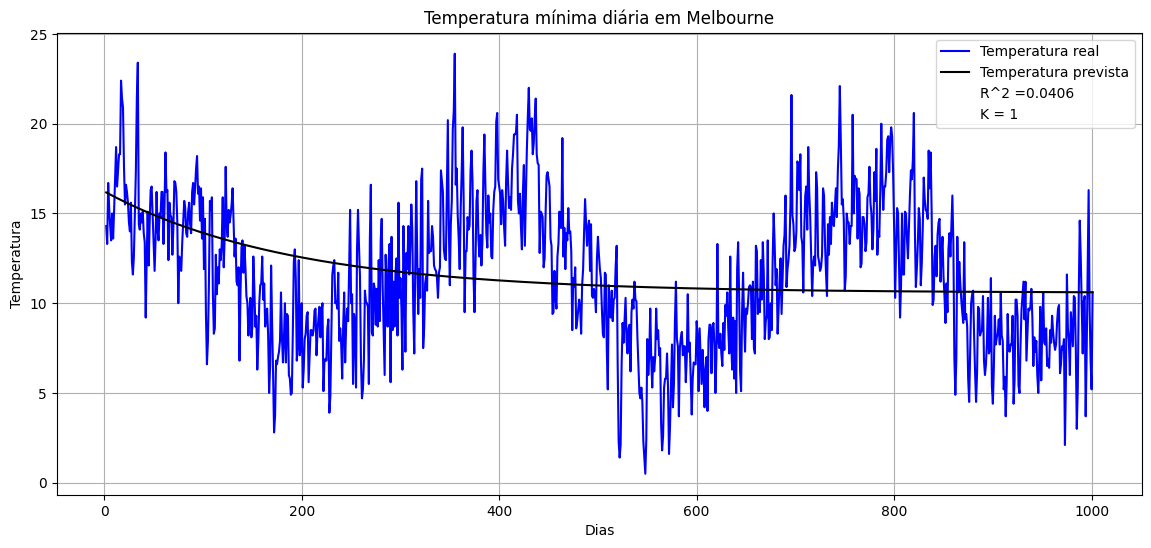 Temperatura mínima diária em Melbourne
Temperatura real
Temperatura prevista
R^2 =0.0406
K = 1
25
20
15
10
5
0
Temperatura
0
200
400
600
800
1000
Dias